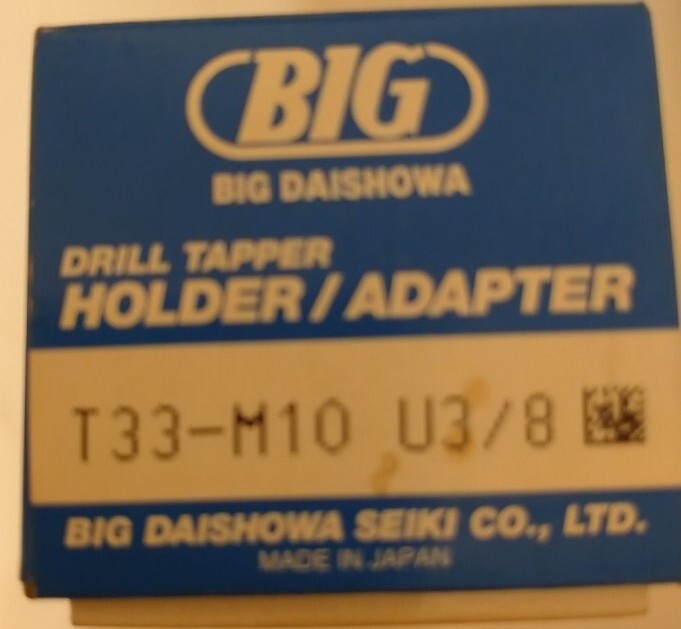 BIG
BIG DAISHOWA
DRILL TAPPER
HOLDER/ADAPTER
T33-M10 U3/8
BIG DAISHOWA SEIKI CO., LTD.
MADE IN JAPAN